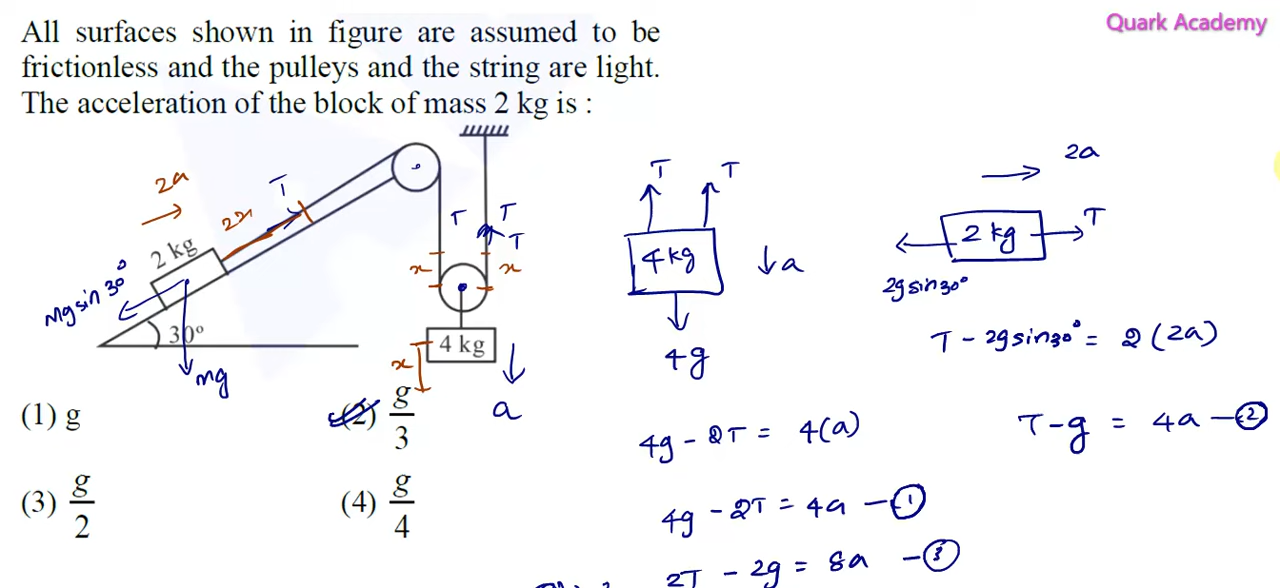 Quark Academy
All surfaces shown in figure are assumed to be
frictionless and the pulleys and the string are light.
The acceleration of the block of mass 2 kg is :
2a
2x
T
2 kg
Mg sin 30°
30°
mg
T
T
T
x
x
4 kg
x
a
T T
4kg
↓a
4g
2a
2 kg
T
2g sin30°
T - 2g sin30° = 2(2a)
T - g = 4a - ②
4g - 2T = 4(a)
4g - 2T = 4a - ①
2T - 2g = 8a - ③
(1) g
(2) g/3
(3) g/2
(4) g/4